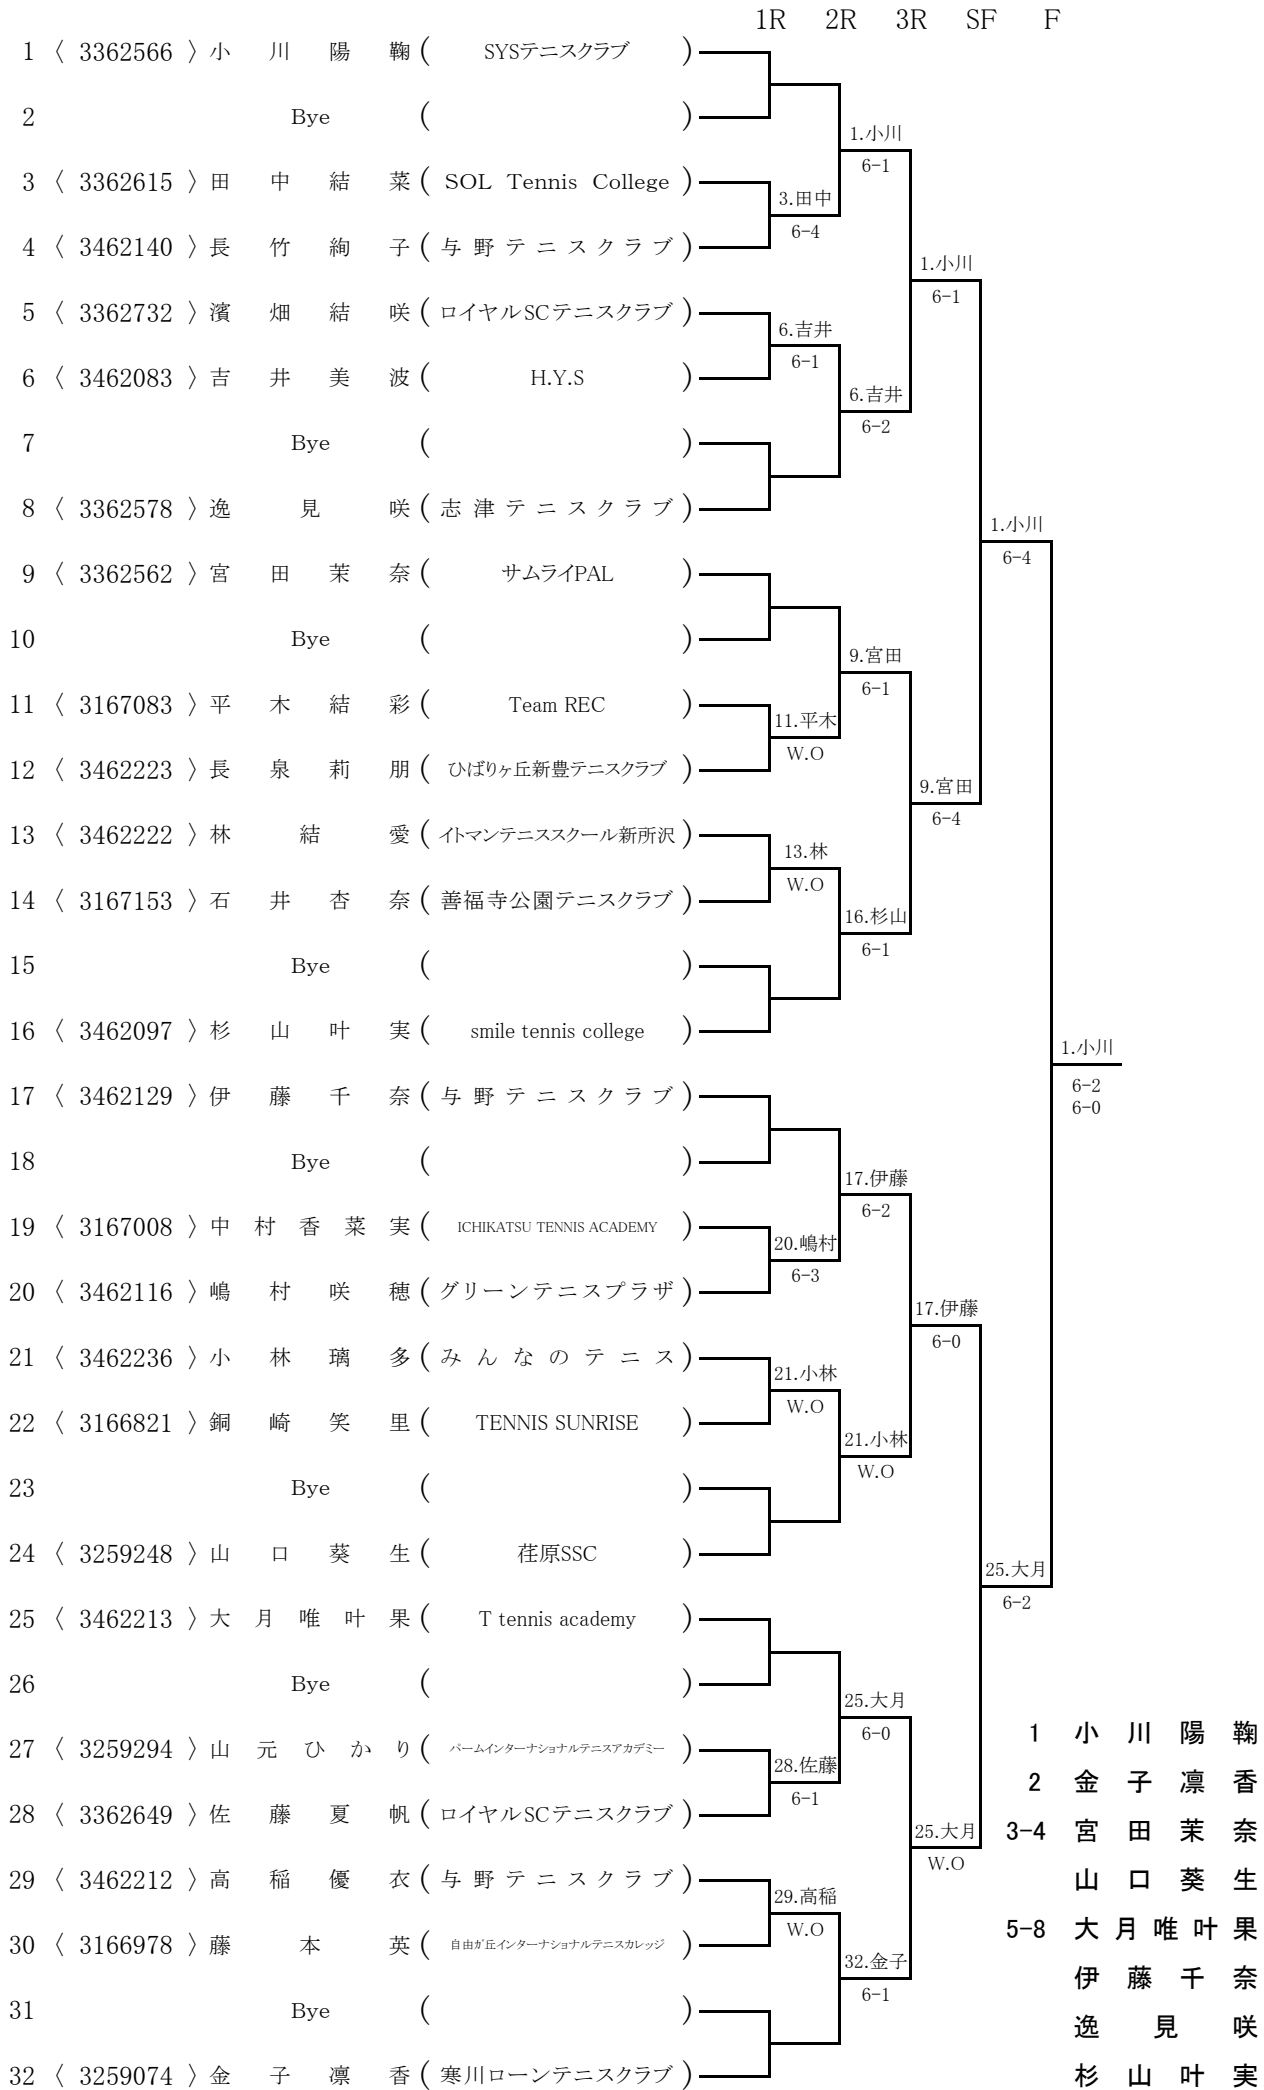 1R 2R 3R SF F
1 〈 3362566 〉 小川陽鞠 ( SYSテニスクラブ )
2 Bye ( )
1.小川
6-1
3 〈 3362615 〉 田中結菜 ( SOL Tennis College )
3.田中
6-4
4 〈 3462140 〉 長竹絢子 ( 与野テニスクラブ )
1.小川
6-1
5 〈 3362732 〉 濱畑結咲 ( ロイヤルSCテニスクラブ )
6.吉井
6-1
6 〈 3462083 〉 吉井美波 ( H.Y.S )
6.吉井
6-2
7 Bye ( )
8 〈 3362578 〉 逸見咲 ( 志津テニスクラブ )
1.小川
6-4
9 〈 3362562 〉 宮田茉奈 ( サムライPAL )
10 Bye ( )
9.宮田
6-1
11 〈 3167083 〉 平木結彩 ( Team REC )
11.平木
W.O
12 〈 3462223 〉 長泉莉朋 ( ひばりヶ丘新豊テニスクラブ )
9.宮田
6-4
13 〈 3462222 〉 林結愛 ( イトマンテニススクール新所沢 )
13.林
W.O
14 〈 3167153 〉 石井杏奈 ( 善福寺公園テニスクラブ )
16.杉山
6-1
15 Bye ( )
16 〈 3462097 〉 杉山叶実 ( smile tennis college )
1.小川
6-2
6-0
17 〈 3462129 〉 伊藤千奈 ( 与野テニスクラブ )
18 Bye ( )
17.伊藤
6-2
19 〈 3167008 〉 中村香菜実 ( ICHIKATSU TENNIS ACADEMY )
20.嶋村
6-3
20 〈 3462116 〉 嶋村咲穂 ( グリーンテニスプラザ )
17.伊藤
6-0
21 〈 3462236 〉 小林璃多 ( みんなのテニス )
21.小林
W.O
22 〈 3166821 〉 銅崎笑里 ( TENNIS SUNRISE )
21.小林
W.O
23 Bye ( )
24 〈 3259248 〉 山口葵生 ( 荏原SSC )
25.大月
6-2
25 〈 3462213 〉 大月唯叶果 ( T tennis academy )
26 Bye ( )
25.大月
6-0
27 〈 3259294 〉 山元ひかり ( パームインターナショナルテニスアカデミー )
28.佐藤
6-1
28 〈 3362649 〉 佐藤夏帆 ( ロイヤルSCテニスクラブ )
25.大月
W.O
29 〈 3462212 〉 高稲優衣 ( 与野テニスクラブ )
29.高稲
W.O
30 〈 3166978 〉 藤本英 ( 自由が丘インターナショナルテニスカレッジ )
32.金子
6-1
31 Bye ( )
32 〈 3259074 〉 金子凛香 ( 寒川ローンテニスクラブ )
1 小川陽鞠
2 金子凛香
3-4 宮田茉奈
山口葵生
5-8 大月唯叶果
伊藤千奈
逸見咲
杉山叶実